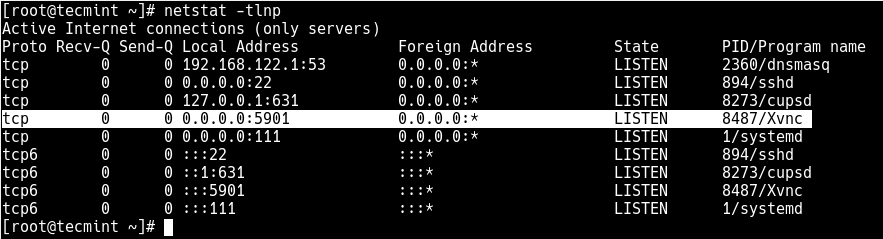 [root@tecmint ~]# netstat -tlnp
Active Internet connections (only servers)
Proto Recv-Q Send-Q Local Address           Foreign Address         State       PID/Program name
tcp        0      0 192.168.122.1:53        0.0.0.0:*               LISTEN      2360/dnsmasq
tcp        0      0 0.0.0.0:22              0.0.0.0:*               LISTEN      894/sshd
tcp        0      0 127.0.0.1:631           0.0.0.0:*               LISTEN      8273/cupsd
tcp        0      0 0.0.0.0:5901            0.0.0.0:*               LISTEN      8487/Xvnc
tcp        0      0 0.0.0.0:111             0.0.0.0:*               LISTEN      1/systemd
tcp6       0      0 :::22                   :::*                    LISTEN      894/sshd
tcp6       0      0 ::1:631                 :::*                    LISTEN      8273/cupsd
tcp6       0      0 :::5901                 :::*                    LISTEN      8487/Xvnc
tcp6       0      0 :::111                  :::*                    LISTEN      1/systemd
[root@tecmint ~]#